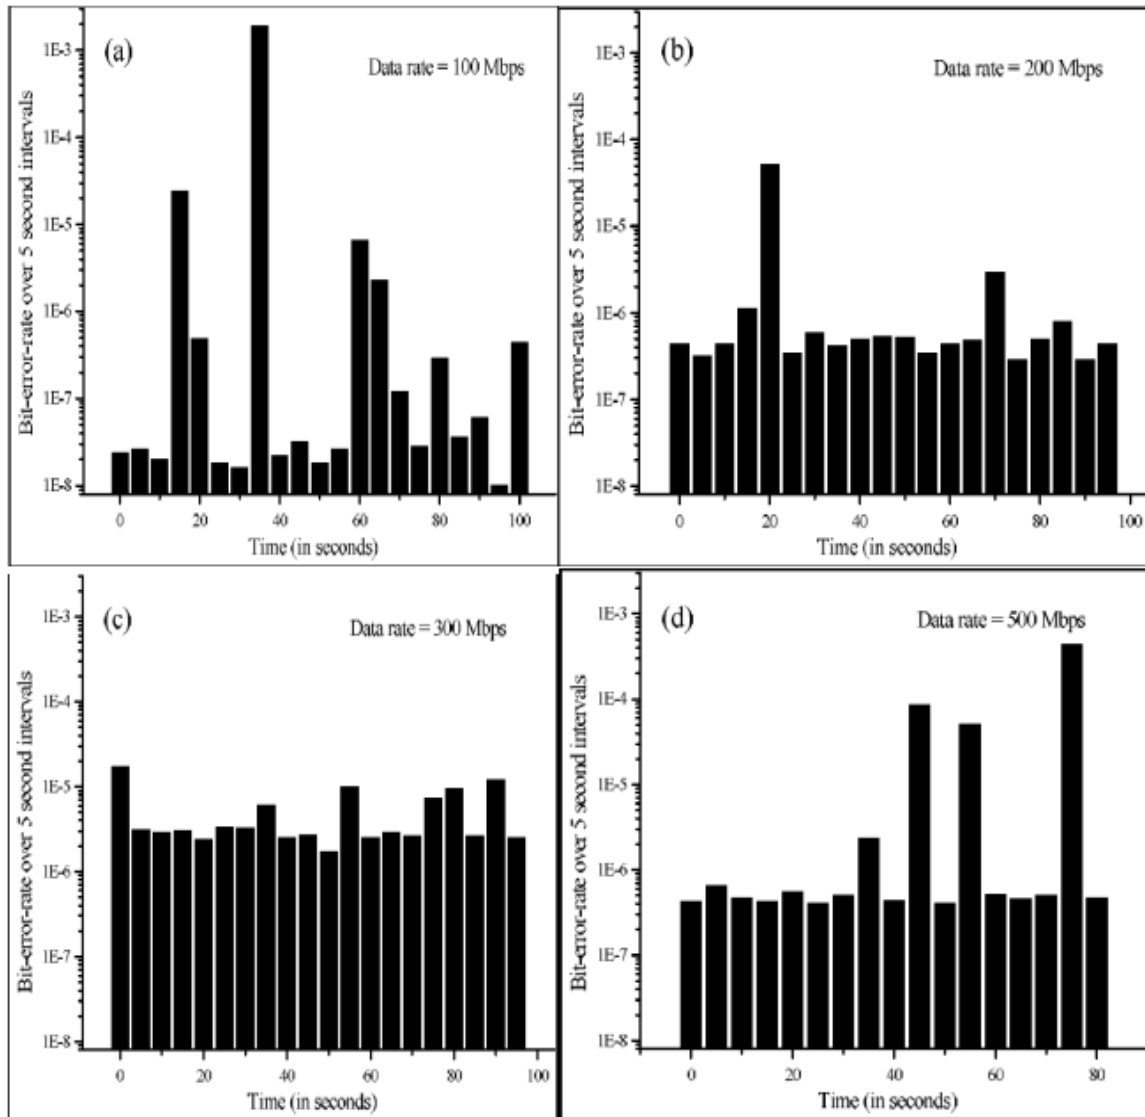 (a)
Data rate = 100 Mbps
Bit-error-rate over 5 second intervals
1E-3
1E-4
1E-5
1E-6
1E-7
1E-8
0 20 40 60 80 100
Time (in seconds)
(b)
Data rate = 200 Mbps
Bit-error-rate over 5 second intervals
1E-3
1E-4
1E-5
1E-6
1E-7
1E-8
0 20 40 60 80 100
Time (in seconds)
(c)
Data rate = 300 Mbps
Bit-error-rate over 5 second intervals
1E-3
1E-4
1E-5
1E-6
1E-7
1E-8
0 20 40 60 80 100
Time (in seconds)
(d)
Data rate = 500 Mbps
Bit-error-rate over 5 second intervals
1E-3
1E-4
1E-5
1E-6
1E-7
1E-8
0 20 40 60 80
Time (in seconds)